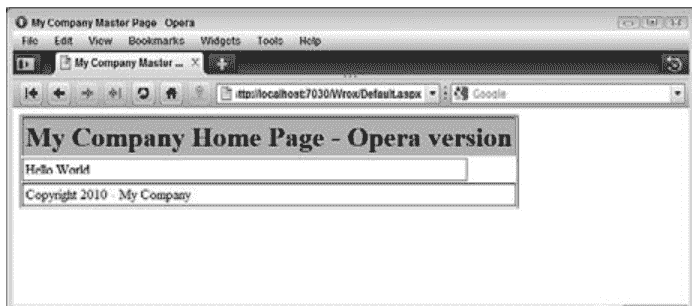 My Company Master Page Opera
File Edit View Bookmarks Widgets Tools Help
My Company Master ...
ttp://localhost:7030/Wrox/Default.aspx Google
My Company Home Page - Opera version
Hello World
Copyright 2010 - My Company